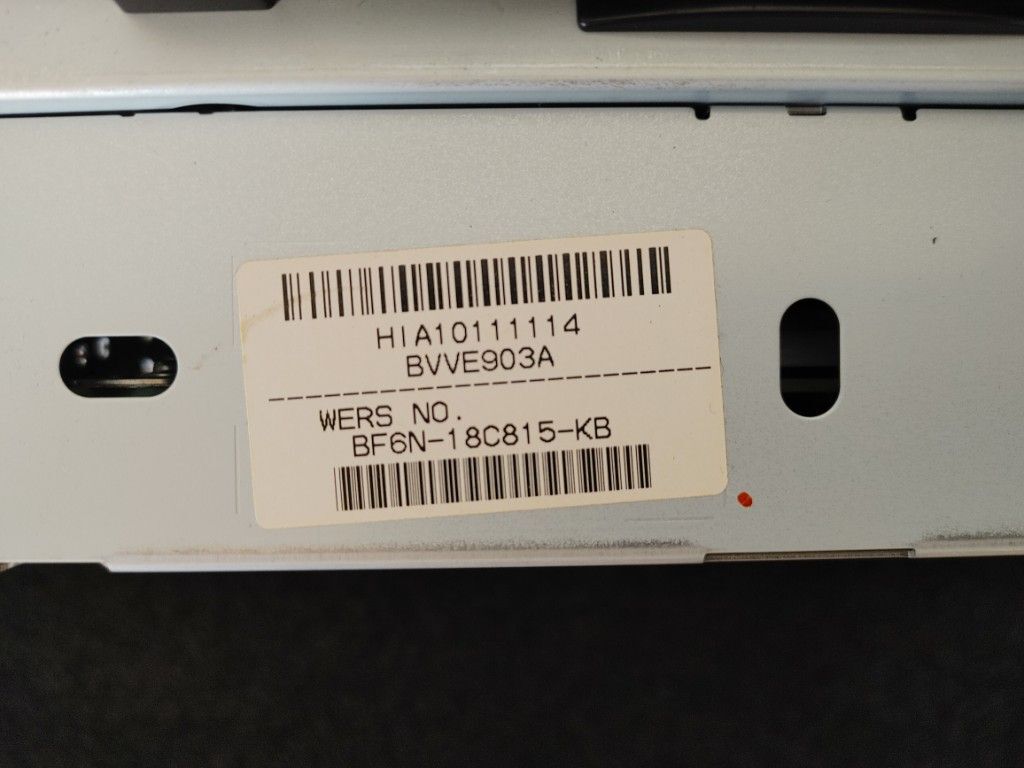 HIA10111114
BVVE903A
WERS NO.
BF6N-18C815-KB